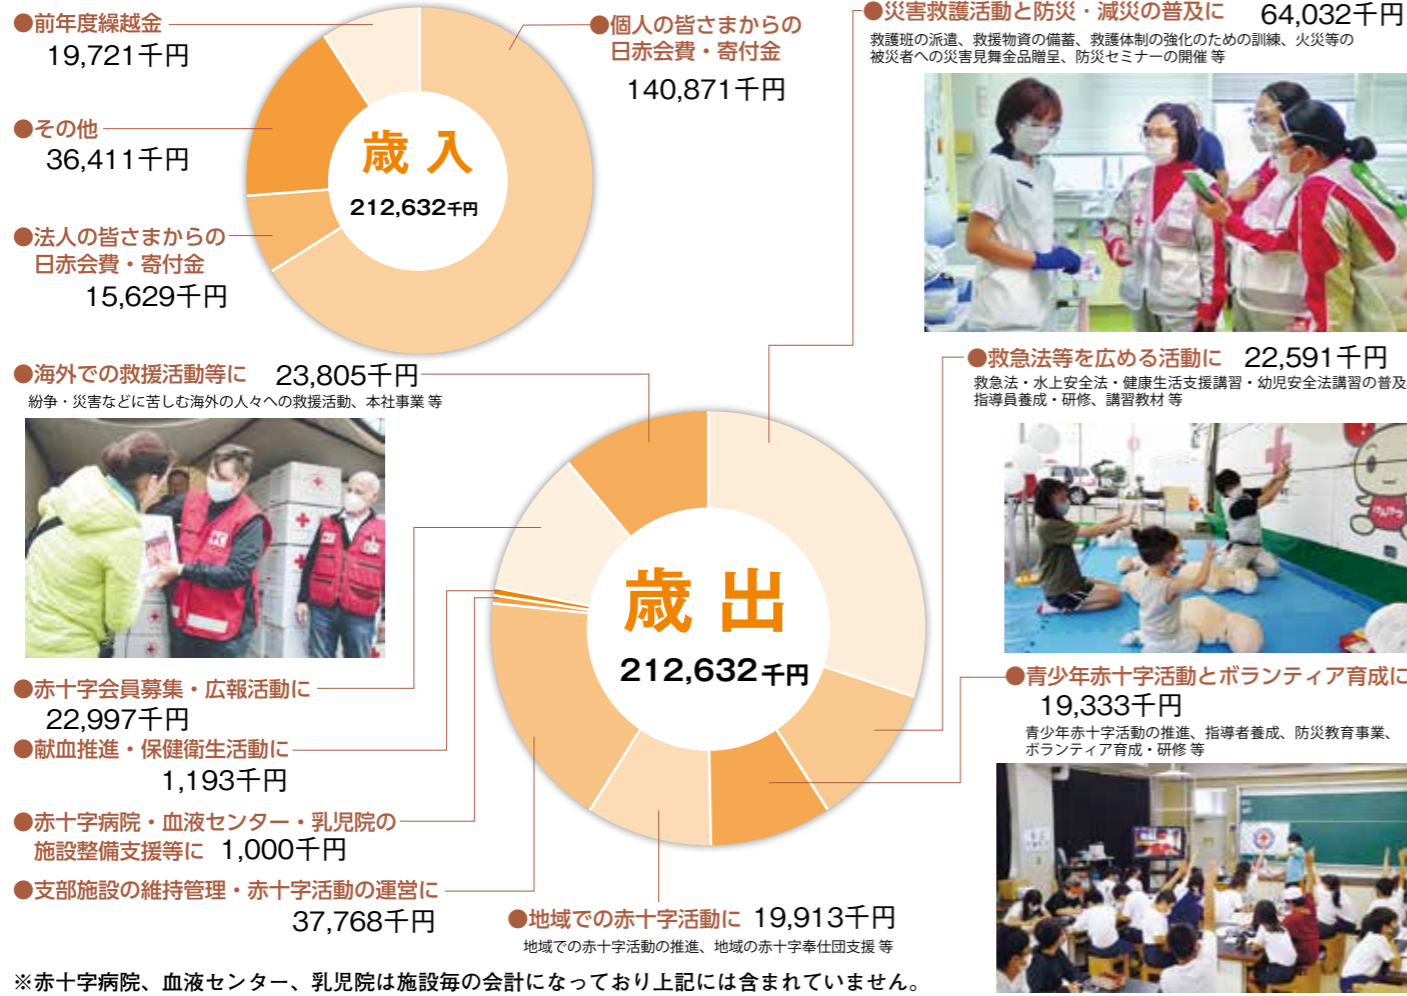 ●前年度繰越金
19,721千円
●その他
36,411千円
●法人の皆さまからの
日赤会費・寄付金
15,629千円
歳入
212,632千円
●個人の皆さまからの
日赤会費・寄付金
140,871千円
●災害救護活動と防災・減災の普及に 64,032千円
救護班の派遣、救援物資の備蓄、救護体制の強化のための訓練、火災等の
被災者への災害見舞金品贈呈、防災セミナーの開催 等
●救急法等を広める活動に 22,591千円
救急法・水上安全法・健康生活支援講習・幼児安全法講習の普及
指導員養成・研修、講習教材 等
けんけつ
●青少年赤十字活動とボランティア育成に
19,333千円
青少年赤十字活動の推進、指導者養成、防災教育事業、
ボランティア育成・研修 等
●海外での救援活動等に 23,805千円
紛争・災害などに苦しむ海外の人々への救援活動、本社事業 等
歳出
212,632千円
●赤十字会員募集・広報活動に
22,997千円
●献血推進・保健衛生活動に
1,193千円
●赤十字病院・血液センター・乳児院の
施設整備支援等に 1,000千円
●支部施設の維持管理・赤十字活動の運営に
37,768千円
●地域での赤十字活動に 19,913千円
地域での赤十字活動の推進、地域の赤十字奉仕団支援 等
※赤十字病院、血液センター、乳児院は施設毎の会計になっており上記には含まれていません。